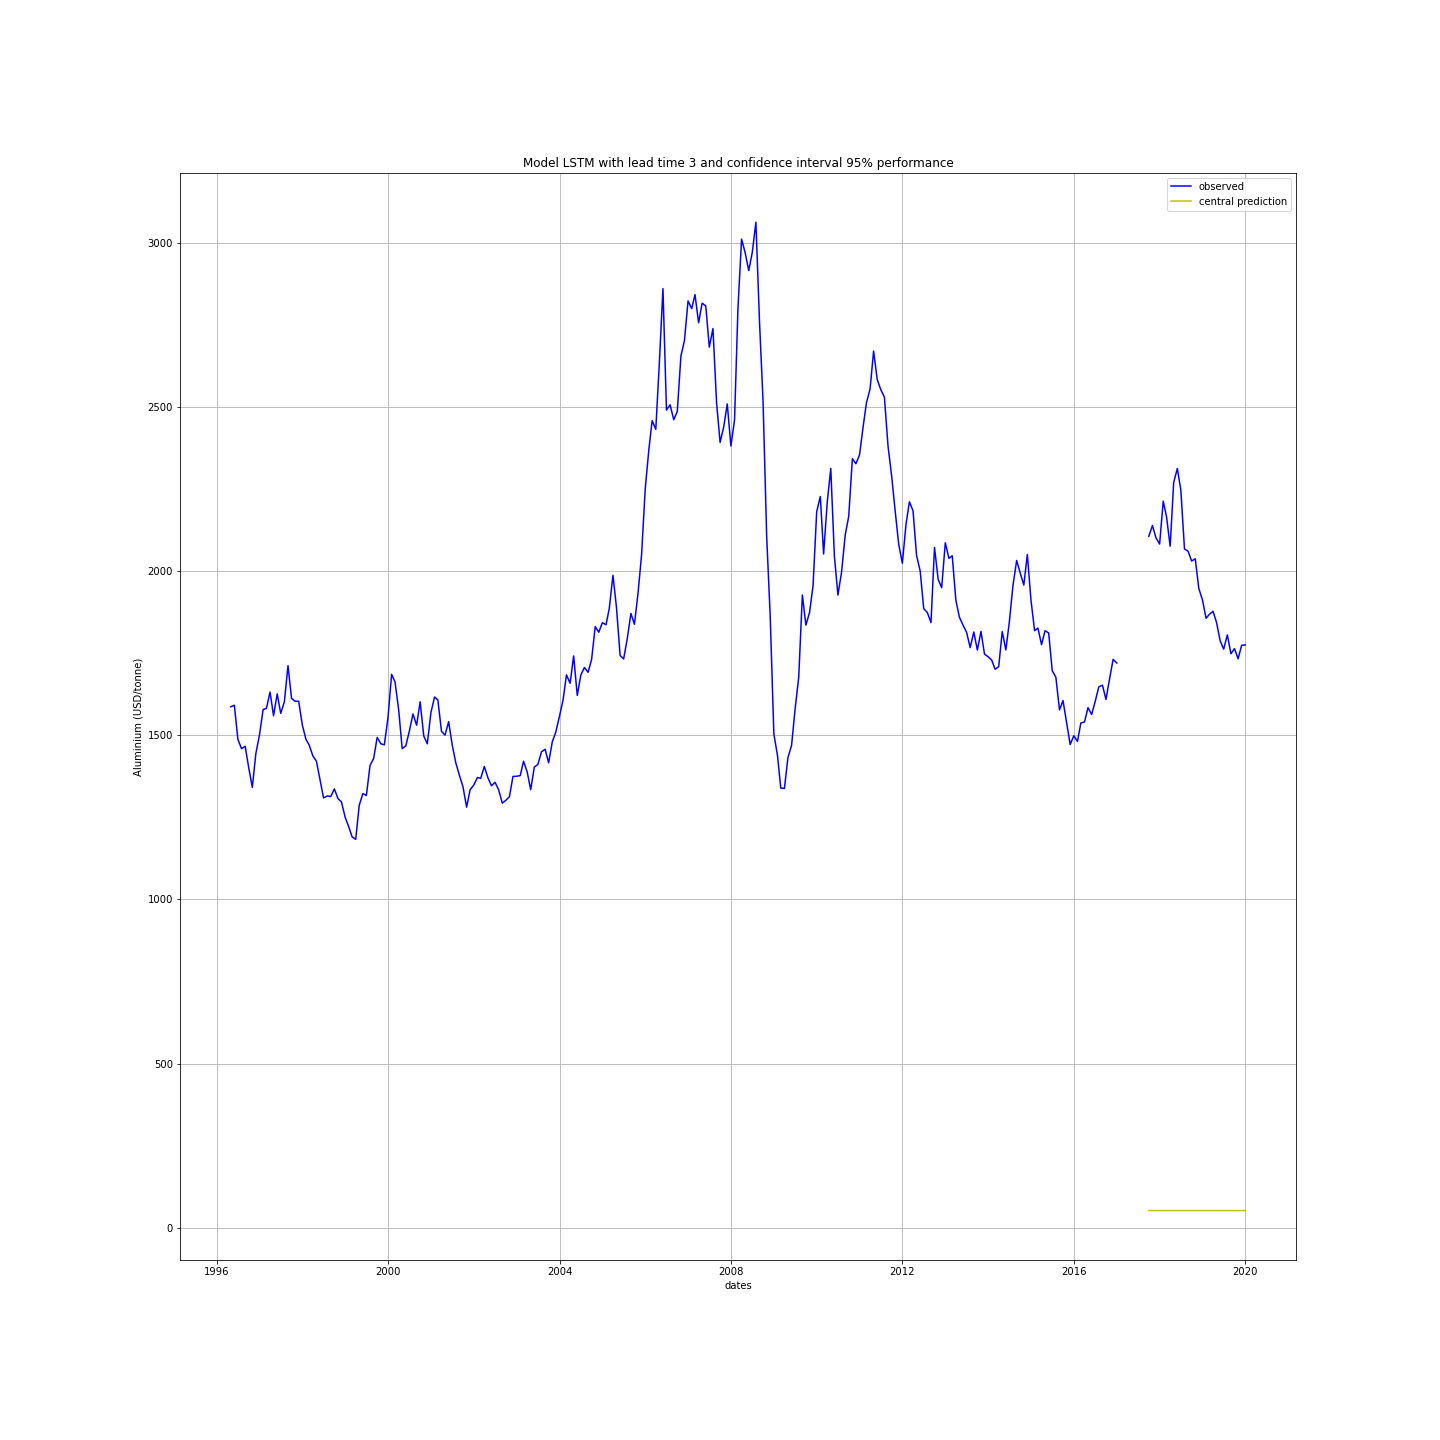 Model LSTM with lead time 3 and confidence interval 95% performance
observed
central prediction
3000
2500
2000
1500
1000
500
0
Aluminium (USD/tonne)
1996 2000 2004 2008 2012 2016 2020
dates